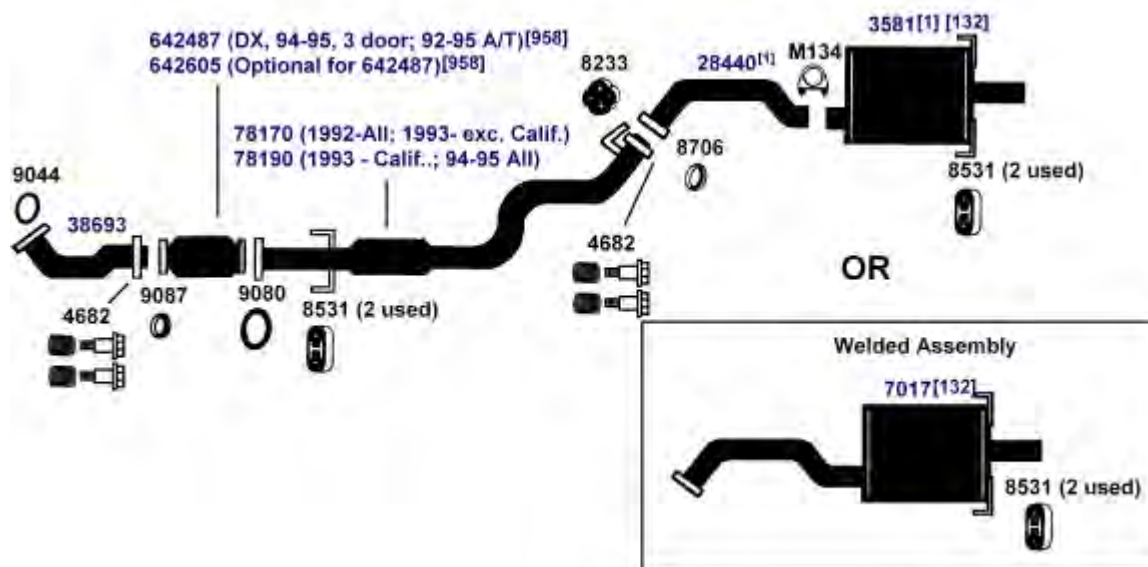 3581[1] [132]
642487 (DX, 94-95, 3 door; 92-95 A/T)[958]
642605 (Optional for 642487)[958]
8233
28440[1]
M134
78170 (1992-All; 1993- exc, Calif.)
78190 (1993 - Calif..; 94-95 All)
8706
8531 (2 used)
9044
38693
4682
OR
9087
9080
8531 (2 used)
4682
Welded Assembly
7017[132]
8531 (2 used)